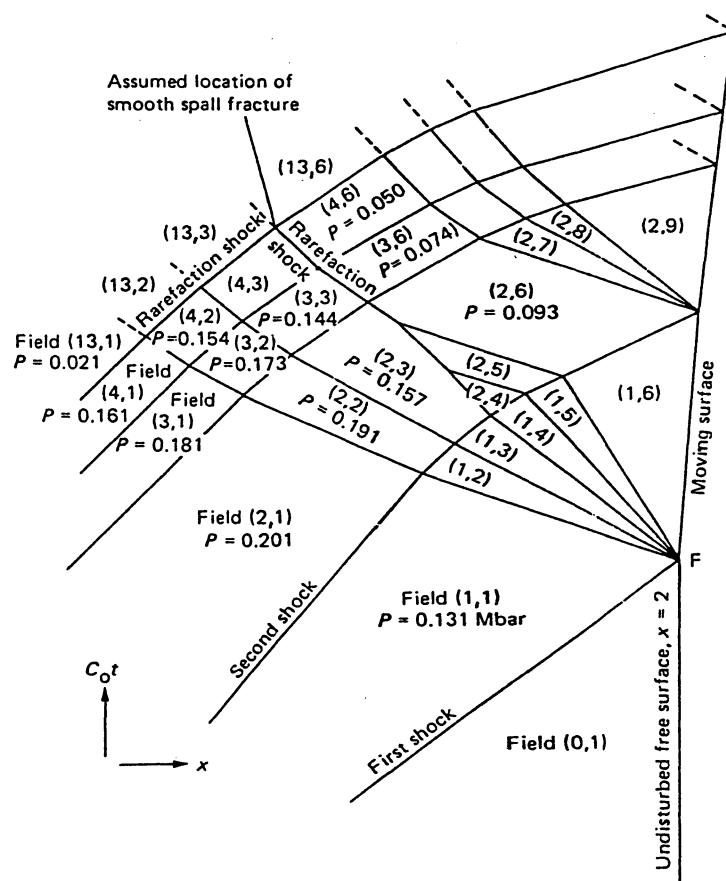 Assumed location of
smooth spall fracture
(13,6)
(4,6)
P = 0.050
(13,3)
Rarefaction shock
Rarefaction
shock
(3,6)
P = 0.074)
(2,8)
(2,7)
(2,9)
(13,2)
(4,3)
(3,3)
P = 0.144
(2,6)
P = 0.093
(4,2)
P = 0.154
(3,2)
P = 0.173
Field (13,1)
P = 0.021
Field
(4,1)
P = 0.161
Field
(3,1)
P = 0.181
(2,3)
P = 0.157
(2,2)
P = 0.191
(2,5)
(2,4)
(1,5)
(1,4)
(1,6)
(1,3)
(1,2)
Moving surface
Field (2,1)
P = 0.201
F
Field (1,1)
P = 0.131 Mbar
Second shock
First shock
Field (0,1)
Undisturbed free surface, x = 2
Cot
x